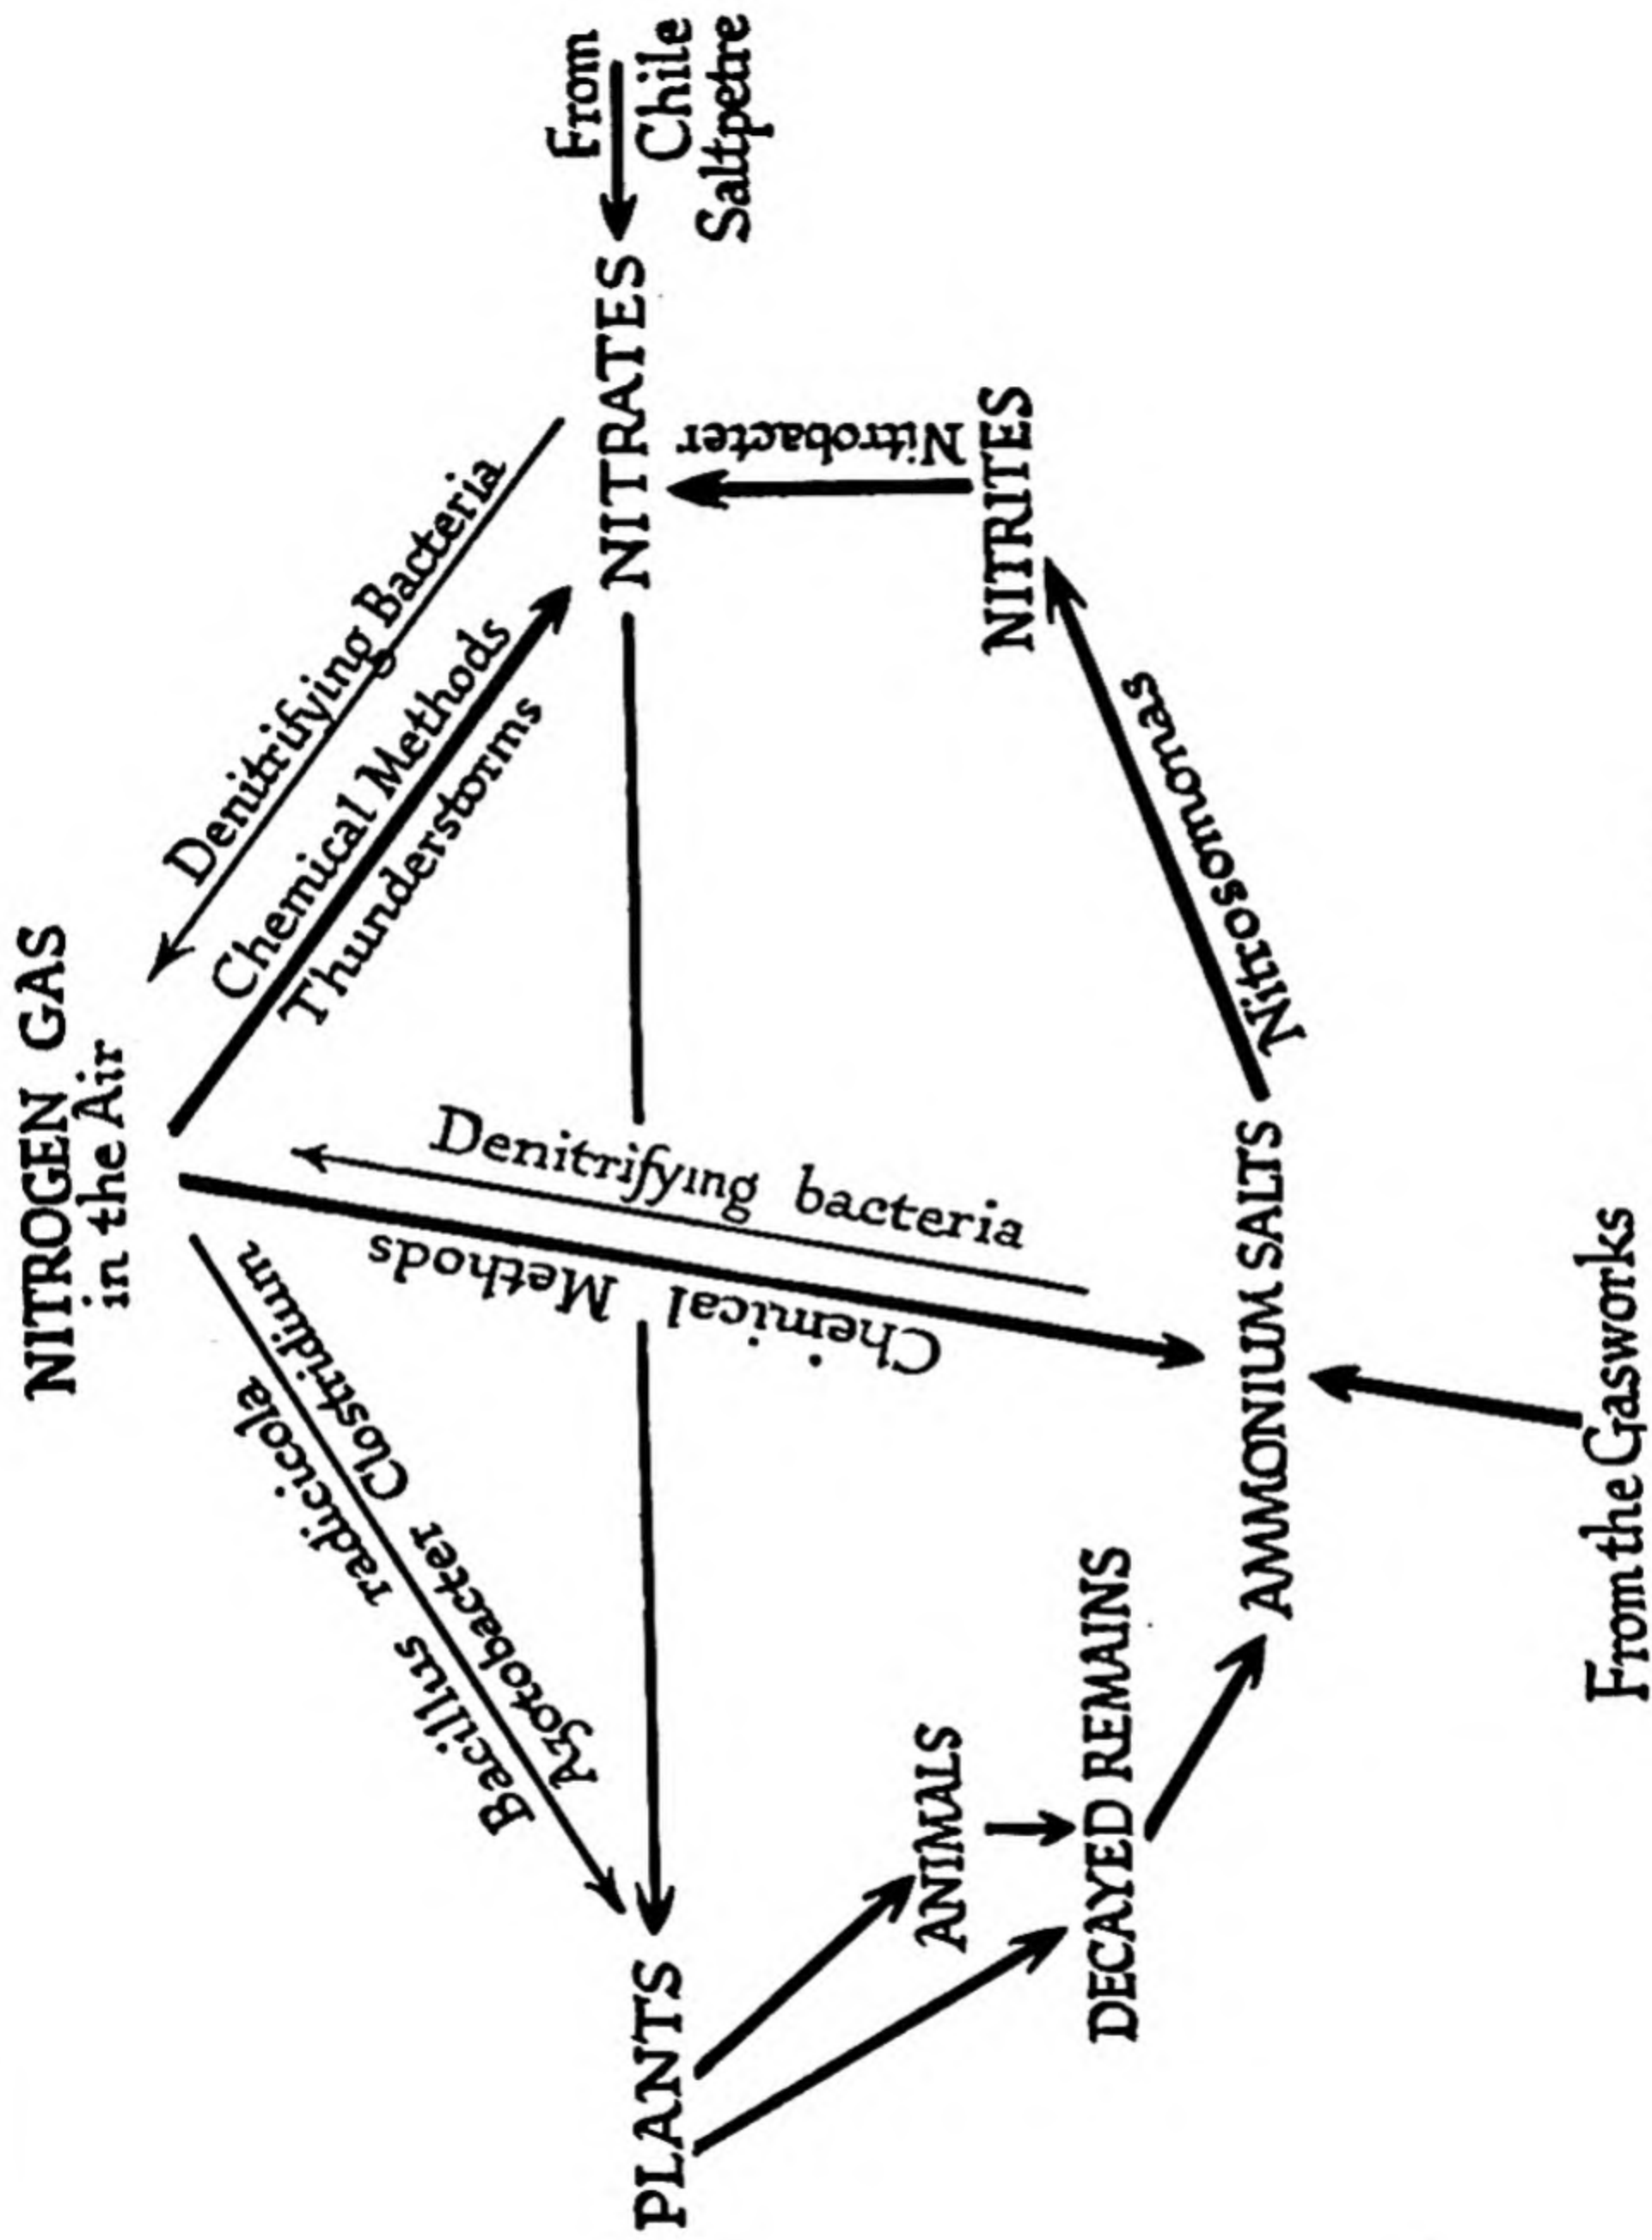 NITROGEN GAS
in the Air
Bacillus radicicola
Azotobacter Clostridium
Denitrifying Bacteria
Chemical Methods
Thunderstorms
Denitrifying bacteria
Chemical Methods
PLANTS
NITRATES
From
Chile
Saltpetre
Nitrobacter
ANIMALS
NITRITES
DECAYED REMAINS
Nitrosomonas
AMMONIUM SALTS
From the Gasworks